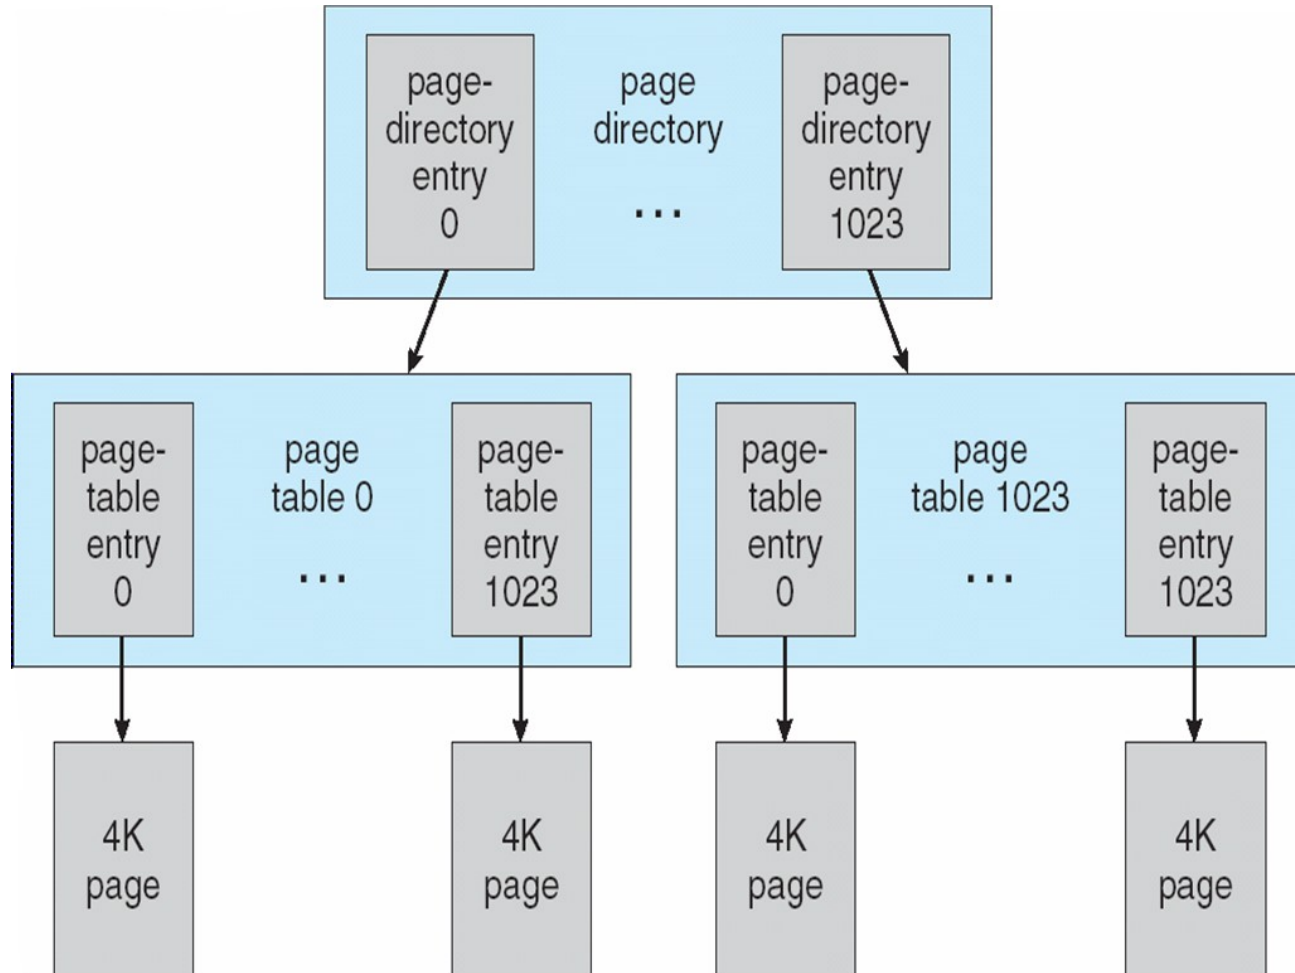 page-
directory
entry
0
page
directory
...
page-
directory
entry
1023
page-
table
entry
0
page
table 0
...
page-
table
entry
1023
page-
table
entry
0
page
table 1023
...
page-
table
entry
1023
4K
page
4K
page
4K
page
4K
page